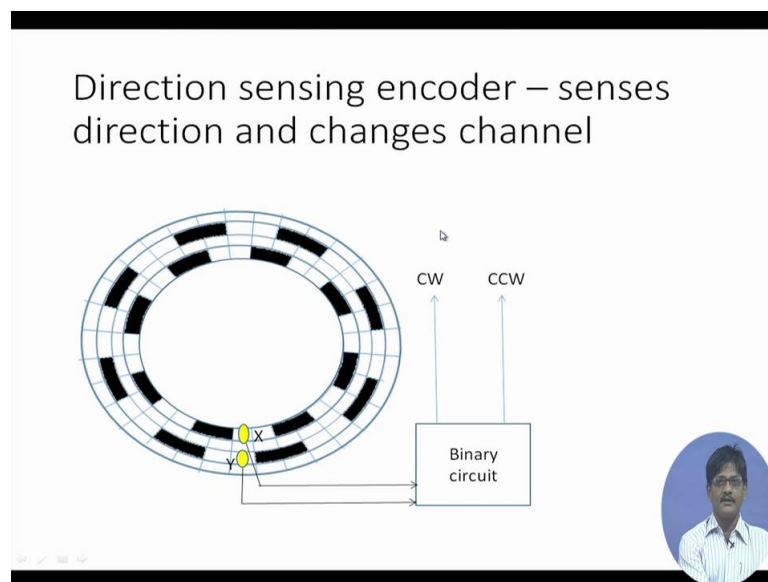 Direction sensing encoder – senses
direction and changes channel
CW
CCW
X
Y
Binary
circuit